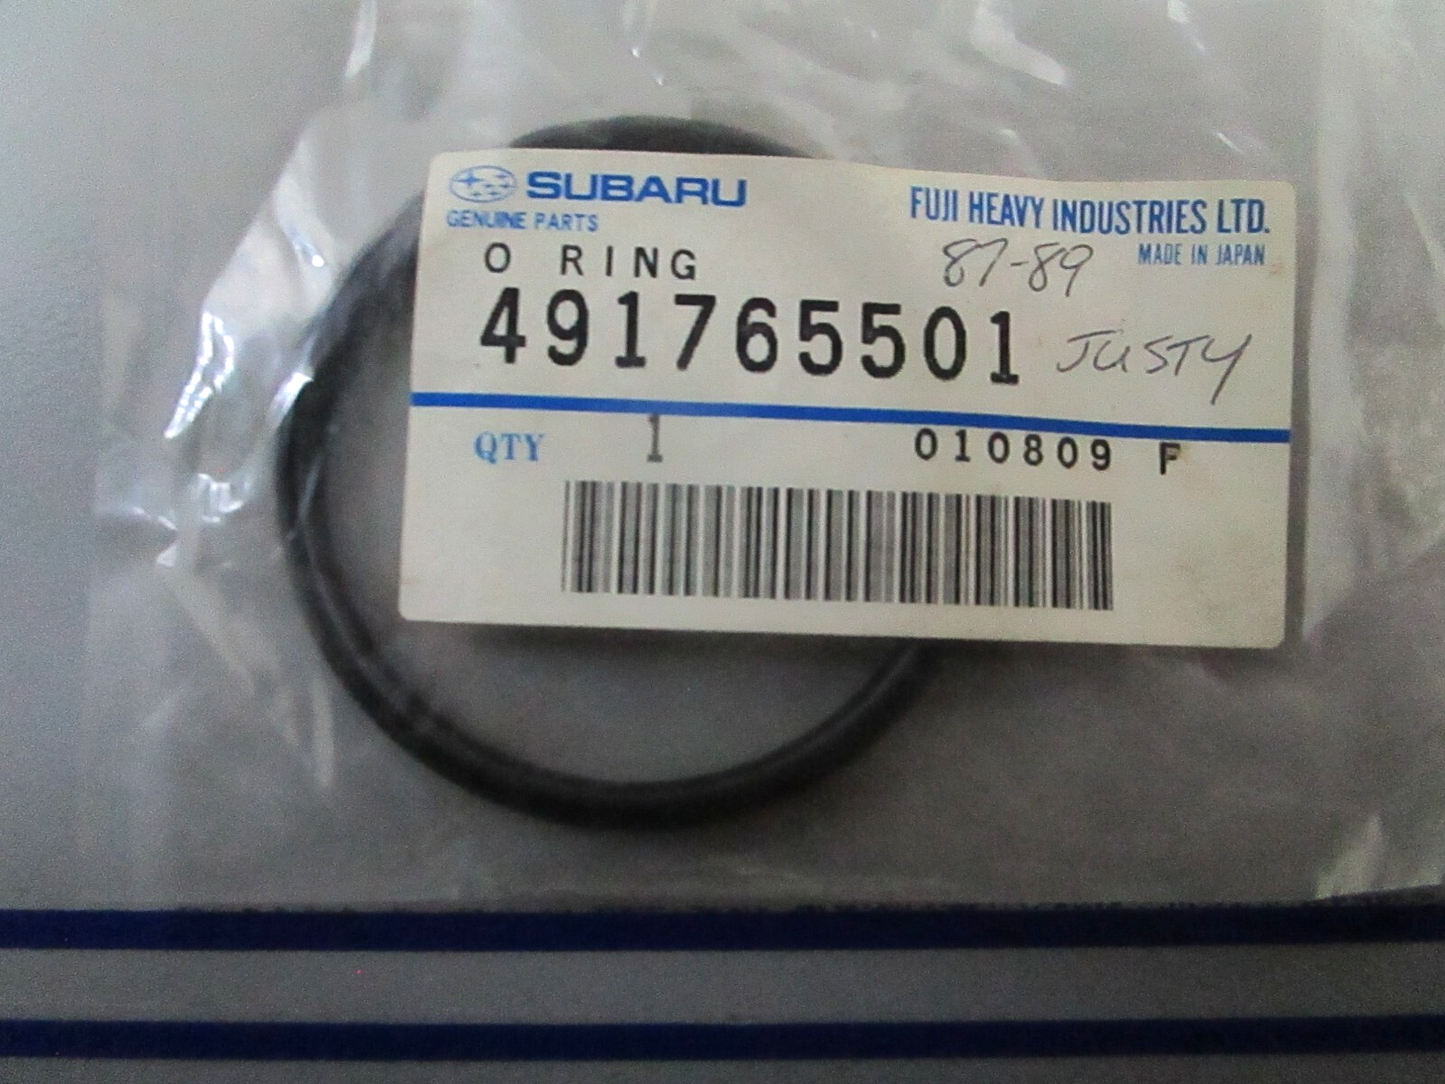 SUBARU
GENUINE PARTS
FUJI HEAVY INDUSTRIES LTD.
MADE IN JAPAN
O RING
87-89
491765501 JUSTY
QTY 1 010809 F